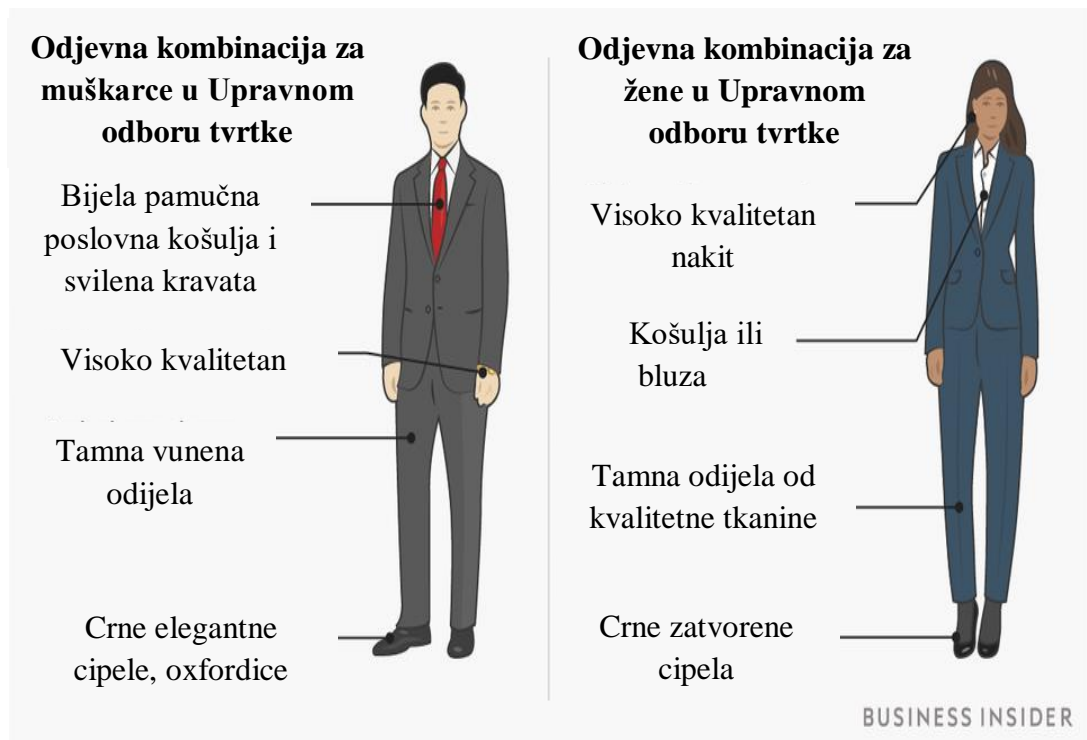 Odjevna kombinacija za
muškarce u Upravnom
odboru tvrtke
Bijela pamučna
poslovna košulja i
svilena kravata
Visoko kvalitetan
Tamna vunena
odijela
Crne elegantne
cipele, oxfordice
Odjevna kombinacija za
žene u Upravnom
odboru tvrtke
Visoko kvalitetan
nakit
Košulja ili
bluza
Tamna odijela od
kvalitetne tkanine
Crne zatvorene
cipela
BUSINESS INSIDER